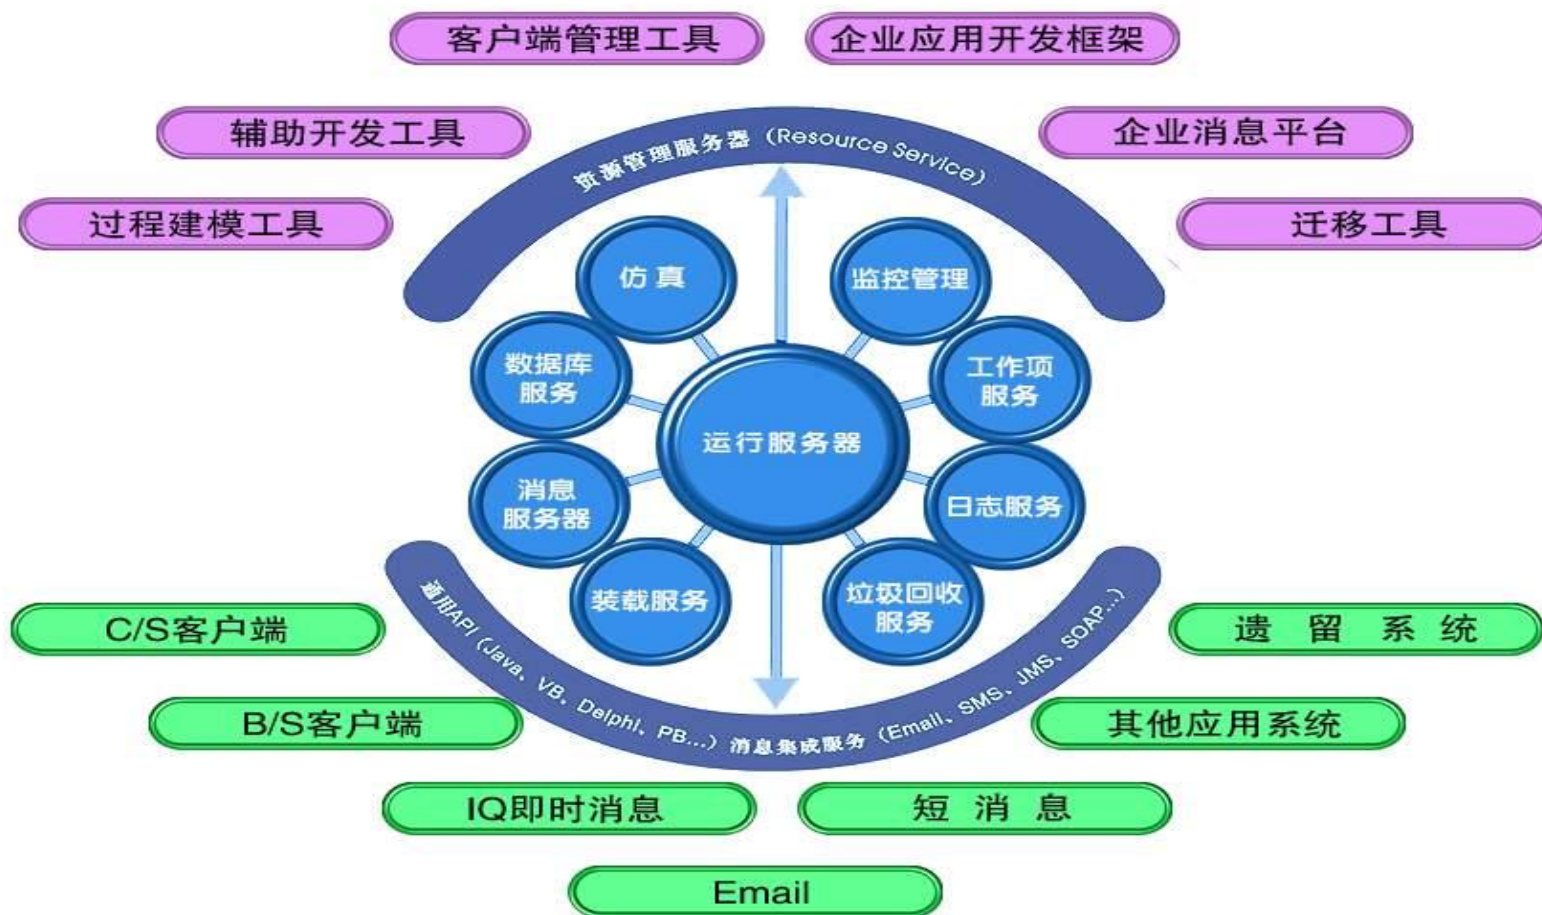 客户端管理工具
企业应用开发框架
辅助开发工具
企业消息平台
过程建模工具
迁移工具
资源管理服务器（Resource Service）
仿真
监控管理
数据库
服务
工作项
服务
运行服务器
消息
服务器
日志服务
装载服务
垃圾回收
服务
通用API（Java、VB、Delphi、PB...）消息集成服务（Email、SMS、JMS、SOAP...）
C/S客户端
遗留系统
B/S客户端
其他应用系统
IQ即时消息
短消息
Email